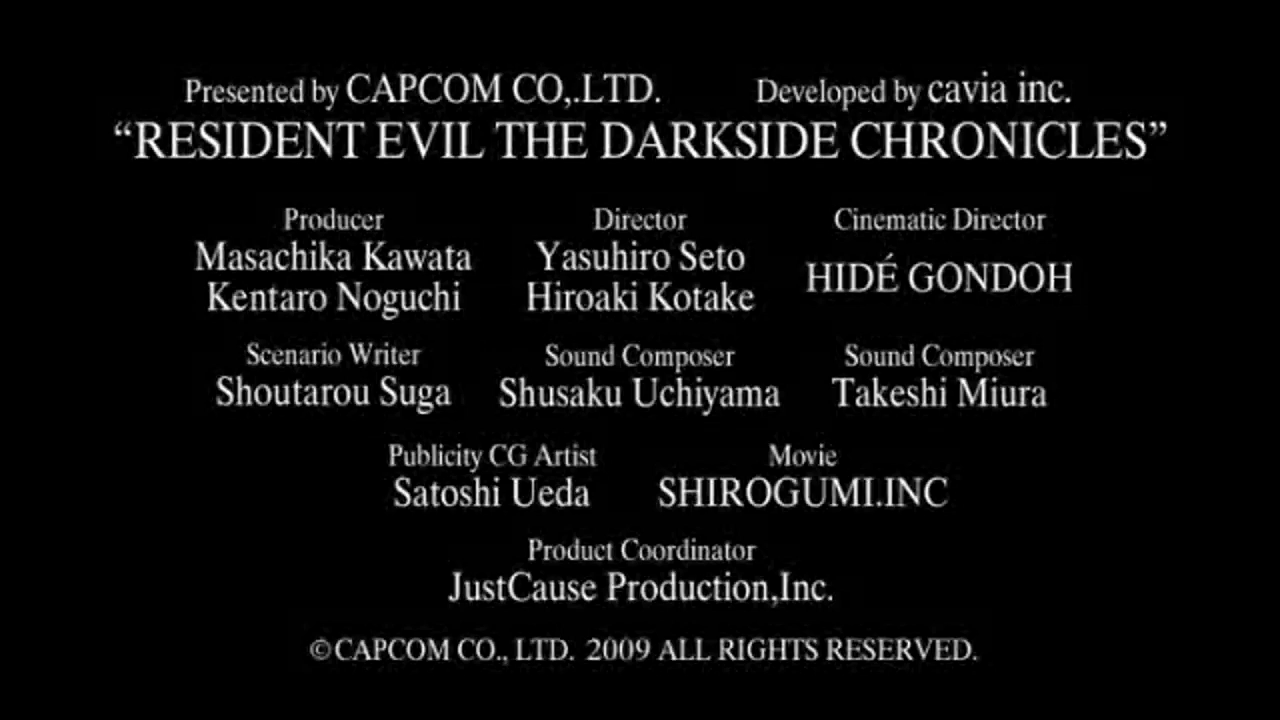 Presented by CAPCOM CO,.LTD. Developed by cavia inc.
“RESIDENT EVIL THE DARKSIDE CHRONICLES”
Producer Director Cinematic Director
Masachika Kawata Yasuhiro Seto HIDÉ GONDOH
Kentaro Noguchi Hiroaki Kotake
Scenario Writer Sound Composer Sound Composer
Shoutarou Suga Shusaku Uchiyama Takeshi Miura
Publicity CG Artist Movie
Satoshi Ueda SHIROGUMI.INC
Product Coordinator
JustCause Production,Inc.
©CAPCOM CO., LTD. 2009 ALL RIGHTS RESERVED.